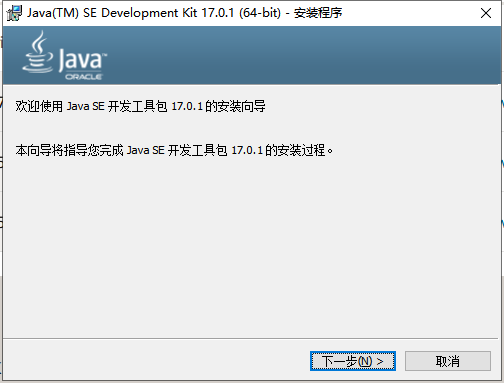 Java(TM) SE Development Kit 17.0.1 (64-bit) - 安装程序
Java™
ORACLE
欢迎使用 Java SE 开发工具包 17.0.1 的安装向导
本向导将指导您完成 Java SE 开发工具包 17.0.1 的安装过程。
下一步(N) >
取消